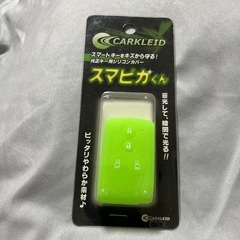 CARKLEID
スマートキーをキズから守る!
純正キー用シリコンカバー
スマピカくん
蓄光して、暗闇で光る!!
ピッタリやわらか素材♪
CARKLEID